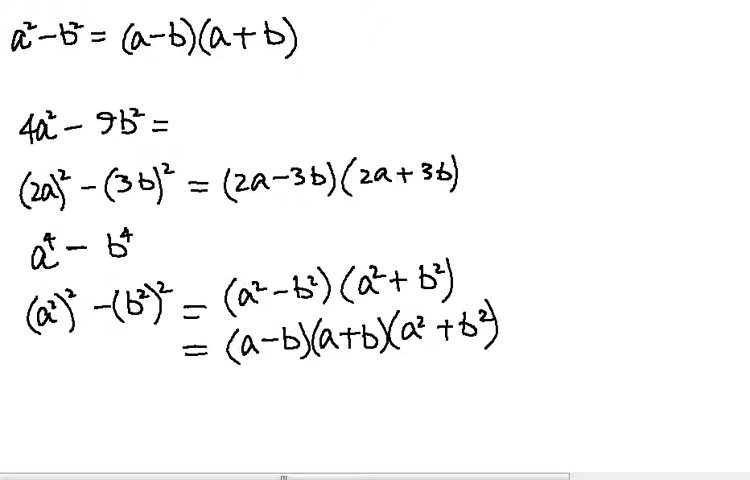 a² − b² = (a−b)(a+b)
4a² − 9b² =
(2a)² − (3b)² = (2a−3b)(2a+3b)
a⁴ − b⁴
(a²)² − (b²)² = (a² − b²)(a² + b²)
= (a−b)(a+b)(a² + b²)